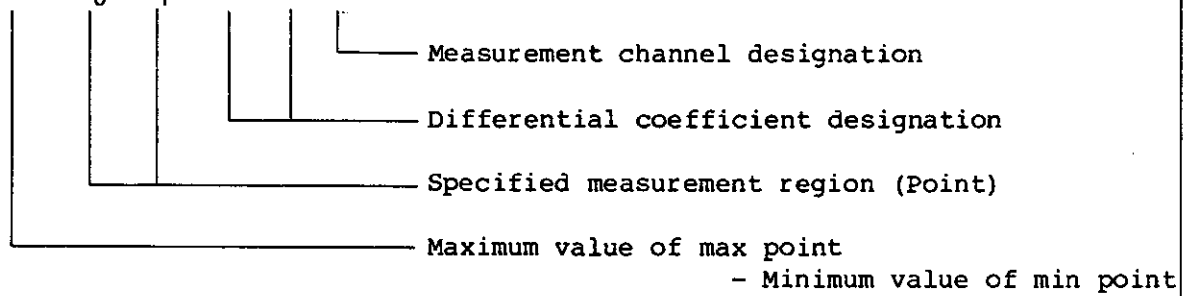 Measurement channel designation
Differential coefficient designation
Specified measurement region (Point)
Maximum value of max point
- Minimum value of min point